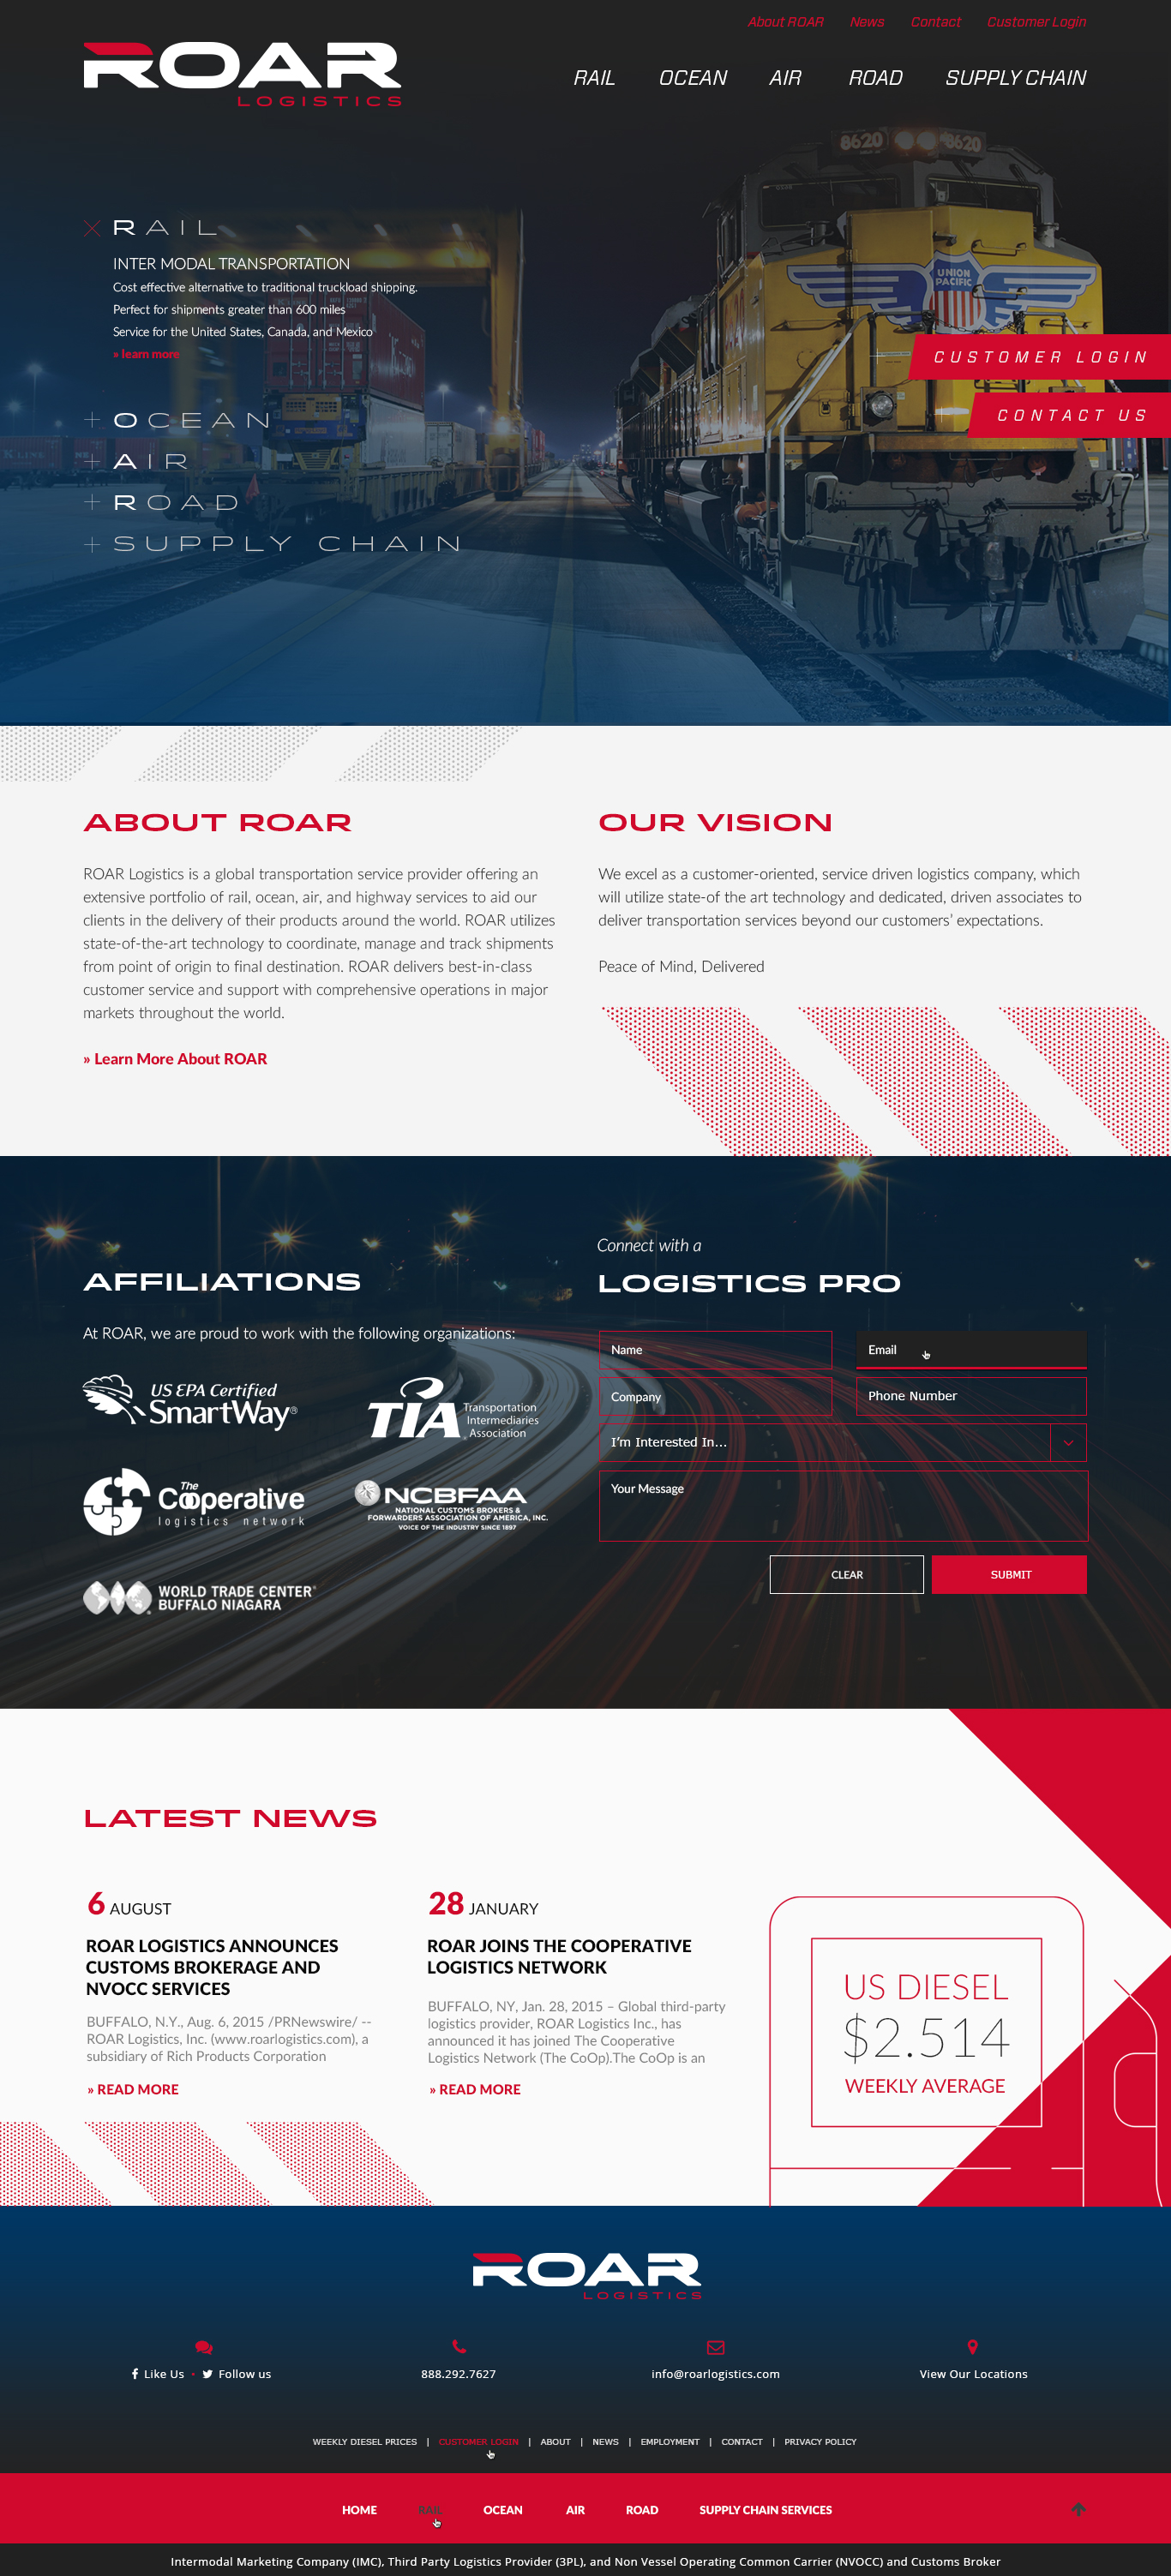 About ROAR News Contact Customer Login
ROAR
LOGISTICS
RAIL OCEAN AIR ROAD SUPPLY CHAIN
8620 8620
UNION
PACIFIC
× RAIL
INTER MODAL TRANSPORTATION
Cost effective alternative to traditional truckload shipping.
Perfect for shipments greater than 600 miles
Service for the United States, Canada, and Mexico
» learn more
CUSTOMER LOGIN
CONTACT US
+ OCEAN
+ AIR
+ ROAD
+ SUPPLY CHAIN
ABOUT ROAR
ROAR Logistics is a global transportation service provider offering an
extensive portfolio of rail, ocean, air, and highway services to aid our
clients in the delivery of their products around the world. ROAR utilizes
state-of-the-art technology to coordinate, manage and track shipments
from point of origin to final destination. ROAR delivers best-in-class
customer service and support with comprehensive operations in major
markets throughout the world.
» Learn More About ROAR
OUR VISION
We excel as a customer-oriented, service driven logistics company, which
will utilize state-of the art technology and dedicated, driven associates to
deliver transportation services beyond our customers’ expectations.
Peace of Mind, Delivered
AFFILIATIONS
At ROAR, we are proud to work with the following organizations:
US EPA Certified
SmartWay®
TIA
Transportation
Intermediaries
Association
The
Cooperative
logistics network
NCBFAA
NATIONAL CUSTOMS BROKERS &
FORWARDERS ASSOCIATION OF AMERICA, INC.
VOICE OF THE INDUSTRY SINCE 1897
WORLD TRADE CENTER®
BUFFALO NIAGARA
Connect with a
LOGISTICS PRO
Name Email
Company Phone Number
I'm Interested In...
Your Message
CLEAR SUBMIT
LATEST NEWS
6 AUGUST
ROAR LOGISTICS ANNOUNCES
CUSTOMS BROKERAGE AND
NVOCC SERVICES
BUFFALO, N.Y., Aug. 6, 2015 /PRNewswire/ --
ROAR Logistics, Inc. (www.roarlogistics.com), a
subsidiary of Rich Products Corporation
» READ MORE
28 JANUARY
ROAR JOINS THE COOPERATIVE
LOGISTICS NETWORK
BUFFALO, NY, Jan. 28, 2015 – Global third-party
logistics provider, ROAR Logistics Inc., has
announced it has joined The Cooperative
Logistics Network (The CoOp).The CoOp is an
» READ MORE
US DIESEL
$2.514
WEEKLY AVERAGE
ROAR
LOGISTICS
Like Us • Follow us
888.292.7627
info@roarlogistics.com
View Our Locations
WEEKLY DIESEL PRICES | CUSTOMER LOGIN | ABOUT | NEWS | EMPLOYMENT | CONTACT | PRIVACY POLICY
HOME RAIL OCEAN AIR ROAD SUPPLY CHAIN SERVICES
Intermodal Marketing Company (IMC), Third Party Logistics Provider (3PL), and Non Vessel Operating Common Carrier (NVOCC) and Customs Broker